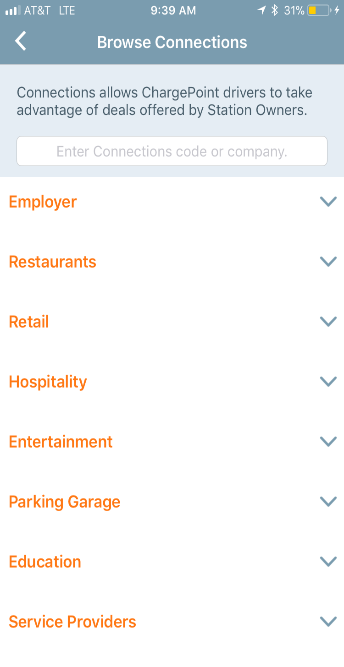 AT&T LTE 9:39 AM 31%
Browse Connections
Connections allows ChargePoint drivers to take
advantage of deals offered by Station Owners.
Enter Connections code or company.
Employer
Restaurants
Retail
Hospitality
Entertainment
Parking Garage
Education
Service Providers